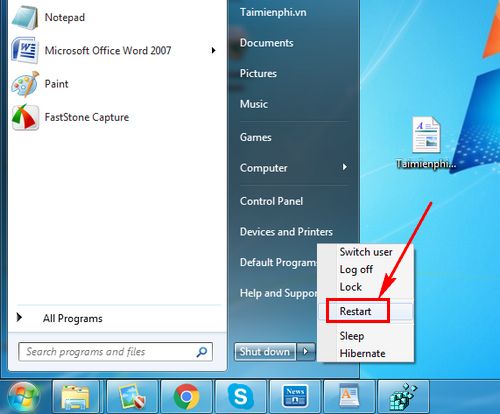 Notepad
Microsoft Office Word 2007
Paint
FastStone Capture
All Programs
Search programs and files
Taimienphi.vn
Documents
Pictures
Music
Games
Computer
Control Panel
Devices and Printers
Default Programs
Help and Suppo
Shut down
Switch user
Log off
Lock
Restart
Sleep
Hibernate
Taimienphi...
News